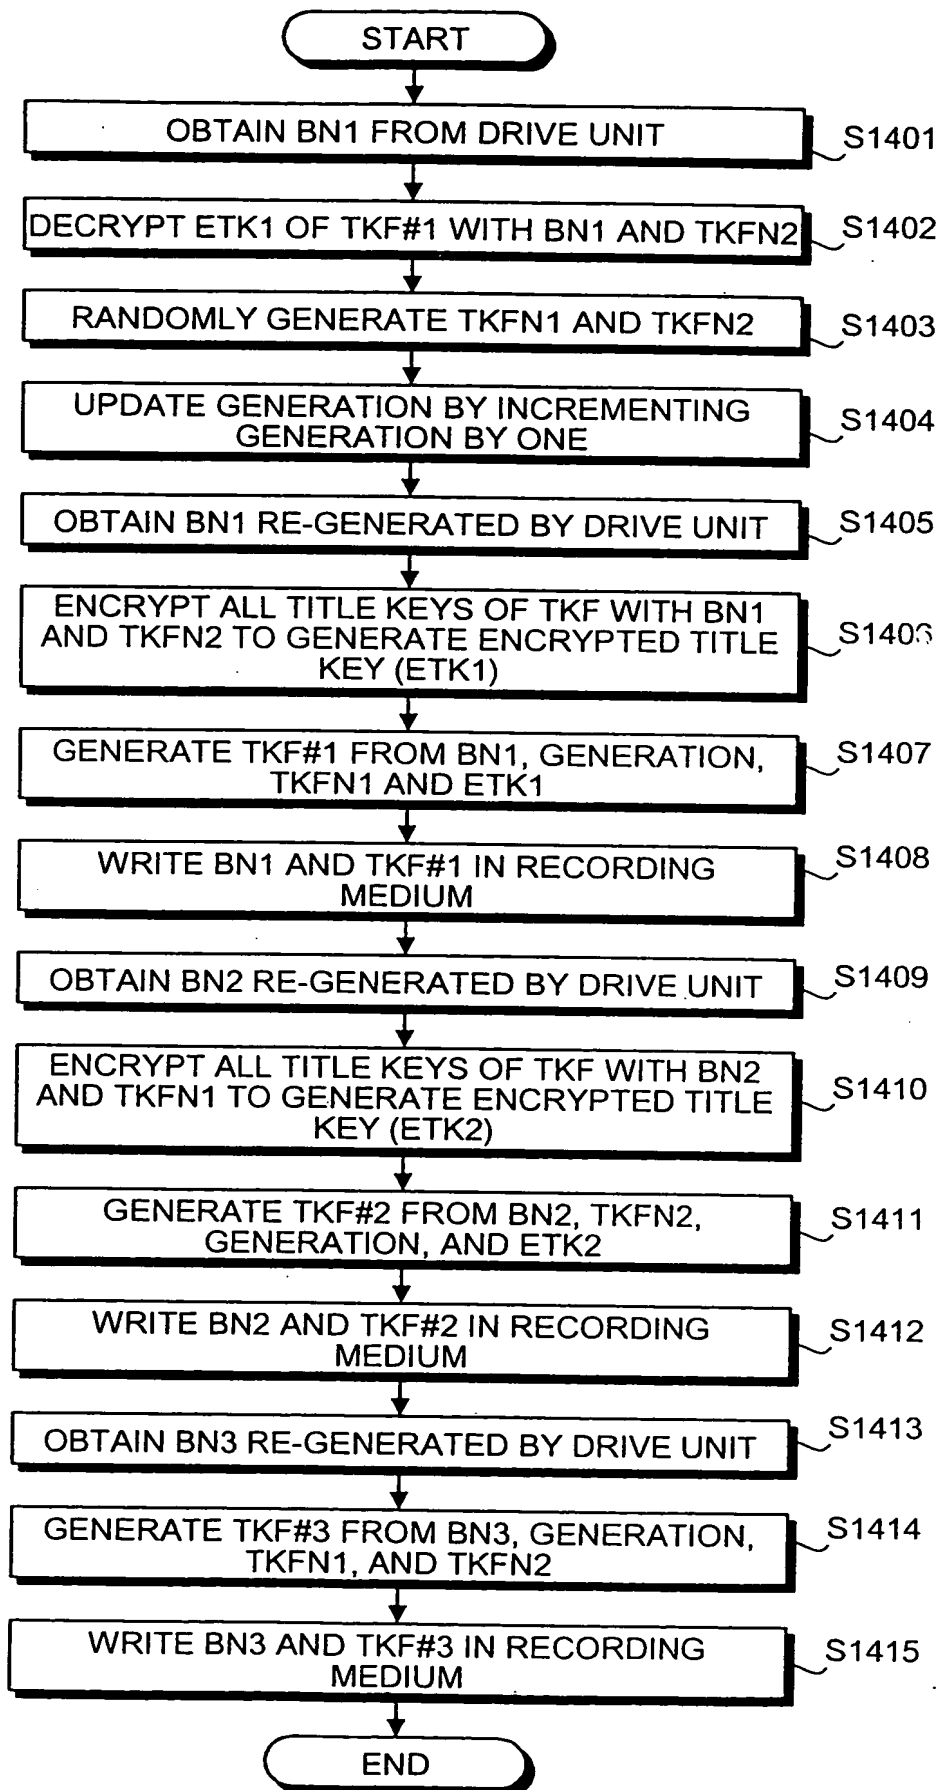 START
OBTAIN BN1 FROM DRIVE UNIT
S1401
DECRYPT ETK1 OF TKF#1 WITH BN1 AND TKFN2
S1402
RANDOMLY GENERATE TKFN1 AND TKFN2
S1403
UPDATE GENERATION BY INCREMENTING
GENERATION BY ONE
S1404
OBTAIN BN1 RE-GENERATED BY DRIVE UNIT
S1405
ENCRYPT ALL TITLE KEYS OF TKF WITH BN1
AND TKFN2 TO GENERATE ENCRYPTED TITLE
KEY (ETK1)
S1406
GENERATE TKF#1 FROM BN1, GENERATION,
TKFN1 AND ETK1
S1407
WRITE BN1 AND TKF#1 IN RECORDING
MEDIUM
S1408
OBTAIN BN2 RE-GENERATED BY DRIVE UNIT
S1409
ENCRYPT ALL TITLE KEYS OF TKF WITH BN2
AND TKFN1 TO GENERATE ENCRYPTED TITLE
KEY (ETK2)
S1410
GENERATE TKF#2 FROM BN2, TKFN2,
GENERATION, AND ETK2
S1411
WRITE BN2 AND TKF#2 IN RECORDING
MEDIUM
S1412
OBTAIN BN3 RE-GENERATED BY DRIVE UNIT
S1413
GENERATE TKF#3 FROM BN3, GENERATION,
TKFN1, AND TKFN2
S1414
WRITE BN3 AND TKF#3 IN RECORDING
MEDIUM
S1415
END